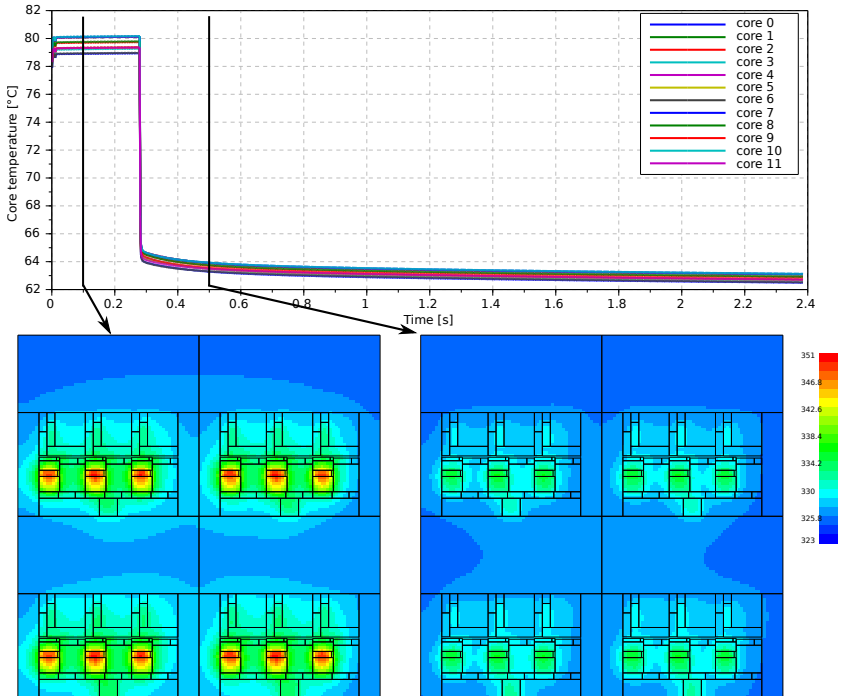 82
80
78
76
74
72
70
68
66
64
62
Core temperature [°C]
core 0
core 1
core 2
core 3
core 4
core 5
core 6
core 7
core 8
core 9
core 10
core 11
0 0.2 0.4 0.6 0.8 1 1.2 1.4 1.6 1.8 2 2.2 2.4
Time [s]
351
346.8
342.6
338.4
334.2
330
325.8
323